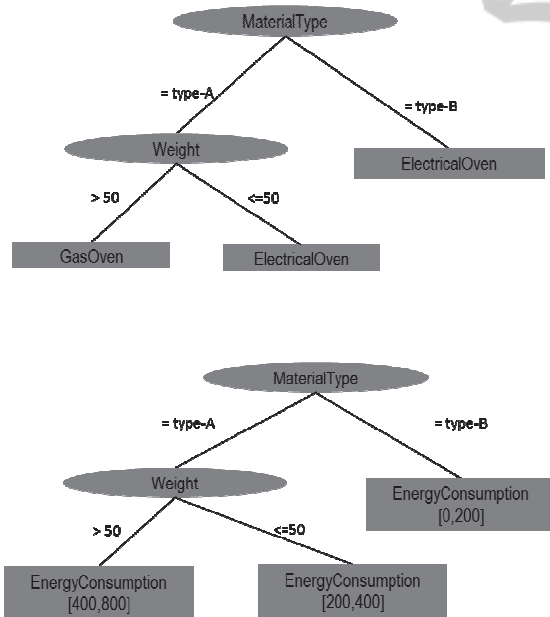 MaterialType
= type-A
= type-B
Weight
ElectricalOven
> 50
<=50
GasOven
ElectricalOven
MaterialType
= type-A
= type-B
Weight
EnergyConsumption
[0,200]
> 50
<=50
EnergyConsumption
[400,800]
EnergyConsumption
[200,400]